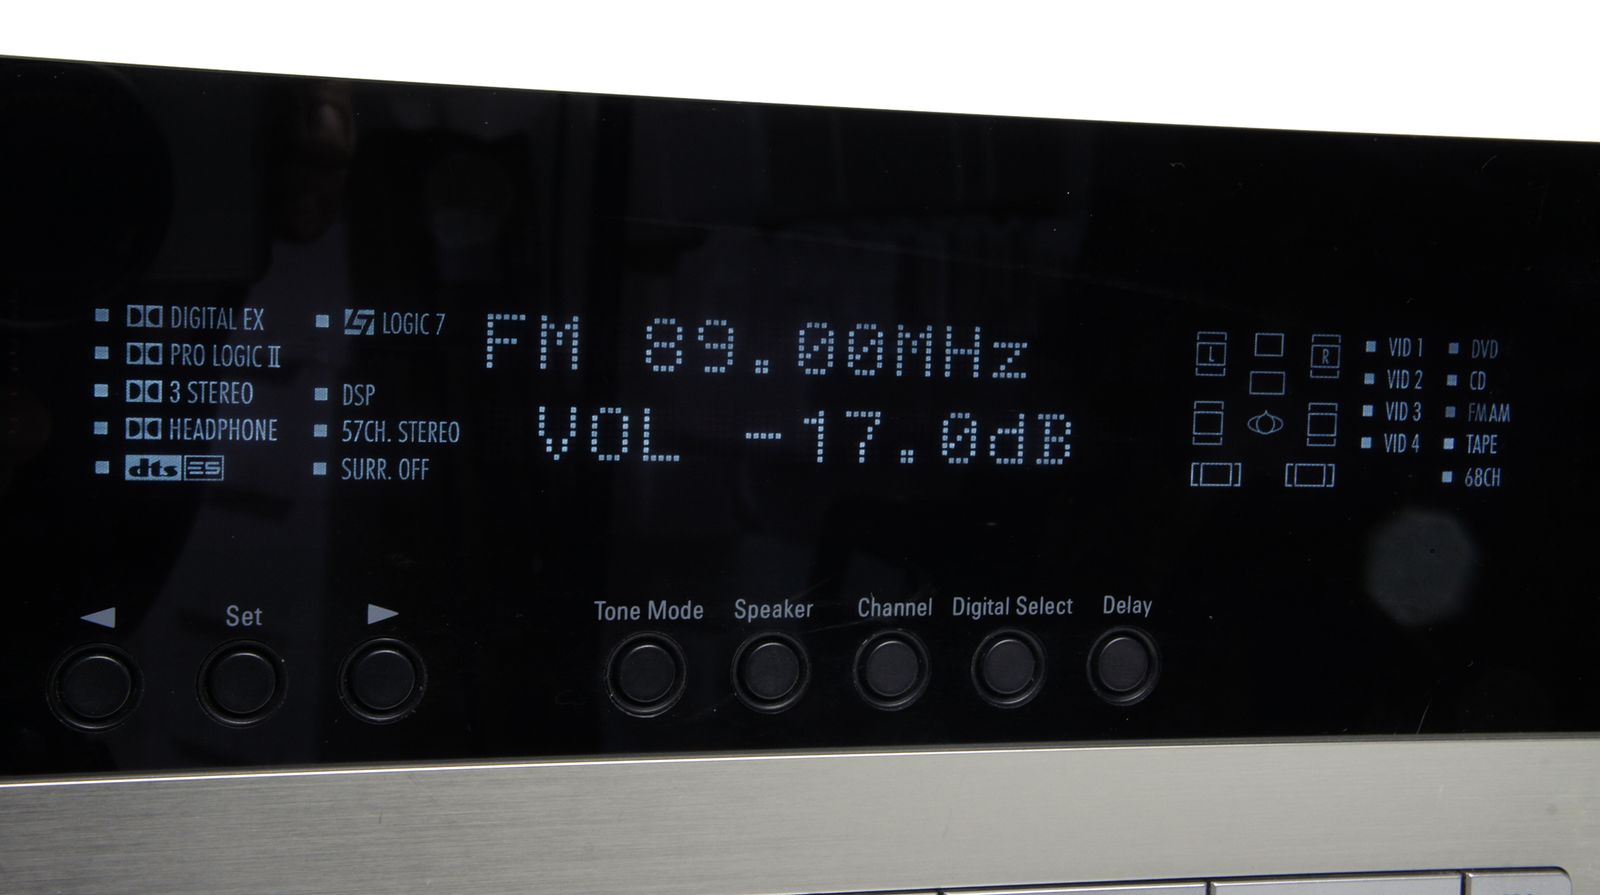 DIGITAL EX
PRO LOGIC II
3 STEREO
HEADPHONE
dts ES
LOGIC 7
DSP
57CH. STEREO
SURR. OFF
FM 89.00MHz
VOL -17.0dB
L
R
VID 1
VID 2
VID 3
VID 4
DVD
CD
FM AM
TAPE
68CH
Set
Tone Mode
Speaker
Channel
Digital Select
Delay